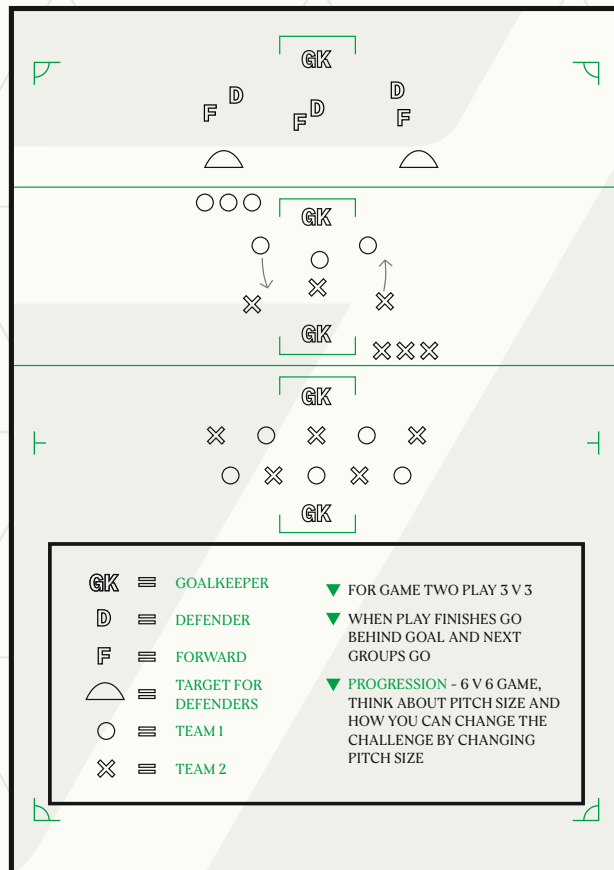 GK
D
D
F
D
F
F
GK
GK
GK
GK
GK = GOALKEEPER
D = DEFENDER
F = FORWARD
= TARGET FOR
DEFENDERS
= TEAM 1
= TEAM 2
▼ FOR GAME TWO PLAY 3 V 3
▼ WHEN PLAY FINISHES GO
BEHIND GOAL AND NEXT
GROUPS GO
▼ PROGRESSION - 6 V 6 GAME,
THINK ABOUT PITCH SIZE AND
HOW YOU CAN CHANGE THE
CHALLENGE BY CHANGING
PITCH SIZE